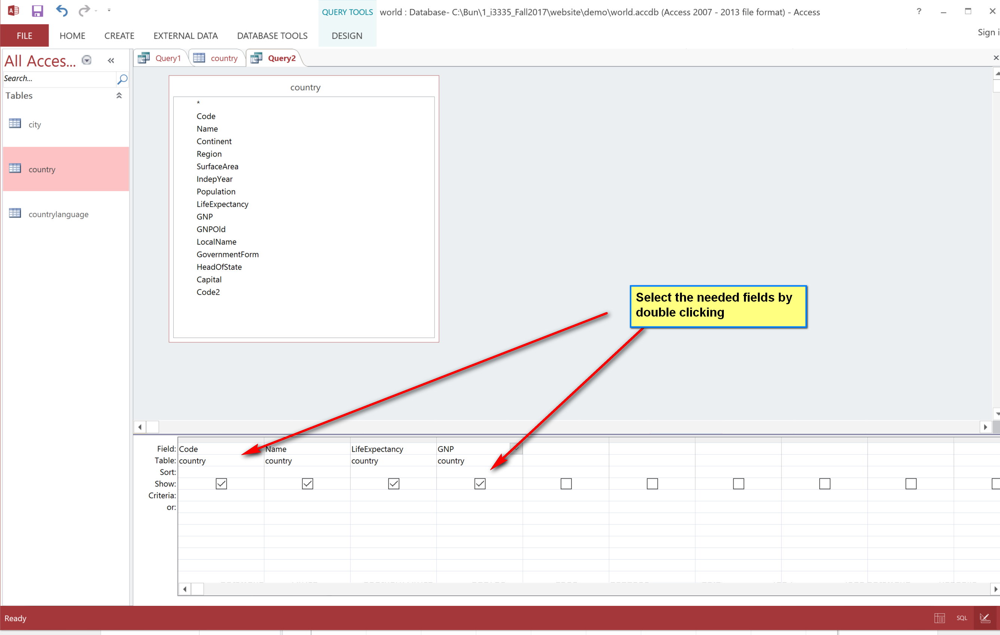 QUERY TOOLS world : Database- C:\Bun\1_i3335_Fall2017\website\demo\world.accdb (Access 2007 - 2013 file format) - Access ?
FILE HOME CREATE EXTERNAL DATA DATABASE TOOLS DESIGN Sign i
All Acces... «
Query1 country Query2
Search...
Tables
city
country
countrylanguage
country
*
Code
Name
Continent
Region
SurfaceArea
IndepYear
Population
LifeExpectancy
GNP
GNPOld
LocalName
GovernmentForm
HeadOfState
Capital
Code2
Select the needed fields by
double clicking
Field: Code Name LifeExpectancy GNP
Table: country country country country
Sort:
Show:
Criteria:
or:
Ready SQL